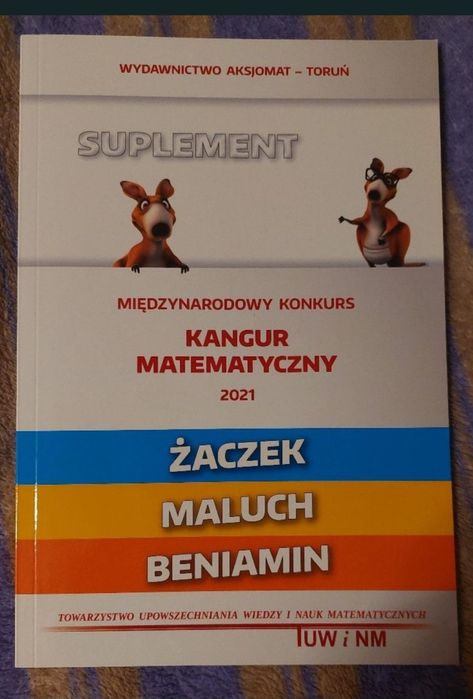 WYDAWNICTWO AKSJOMAT – TORUŃ
SUPLEMENT
MIĘDZYNARODOWY KONKURS
KANGUR
MATEMATYCZNY
2021
ŻACZEK
MALUCH
BENIAMIN
TOWARZYSTWO UPOWSZECHNIANIA WIEDZY I NAUK MATEMATYCZNYCH
TUW i NM